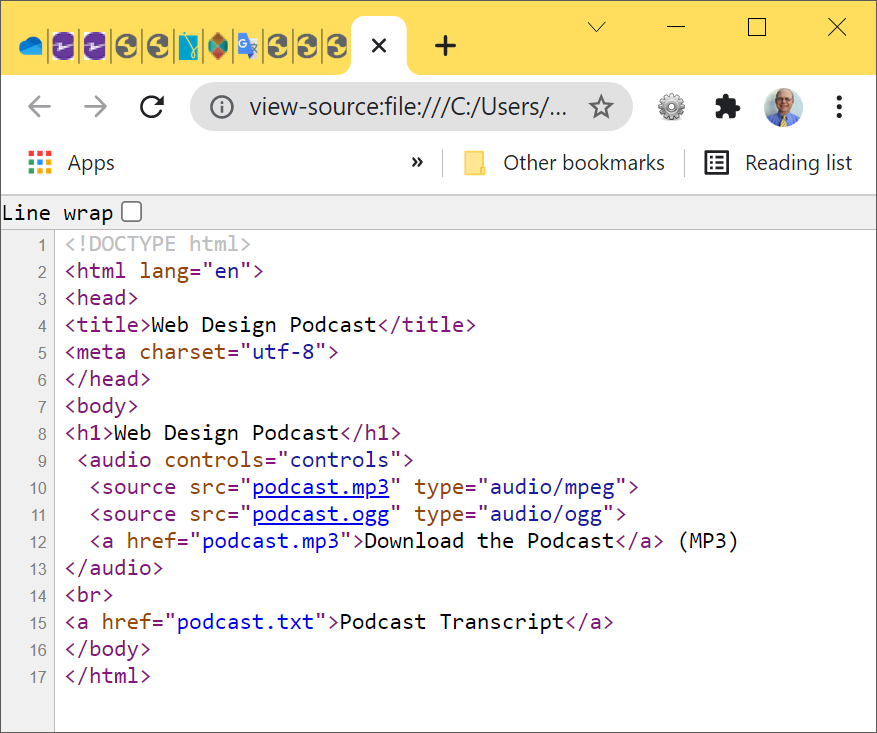 view-source:file:///C:/Users/...
Apps » Other bookmarks Reading list
Line wrap
1 <!DOCTYPE html>
2 <html lang="en">
3 <head>
4 <title>Web Design Podcast</title>
5 <meta charset="utf-8">
6 </head>
7 <body>
8 <h1>Web Design Podcast</h1>
9  <audio controls="controls">
10   <source src="podcast.mp3" type="audio/mpeg">
11   <source src="podcast.ogg" type="audio/ogg">
12   <a href="podcast.mp3">Download the Podcast</a> (MP3)
13 </audio>
14 <br>
15 <a href="podcast.txt">Podcast Transcript</a>
16 </body>
17 </html>